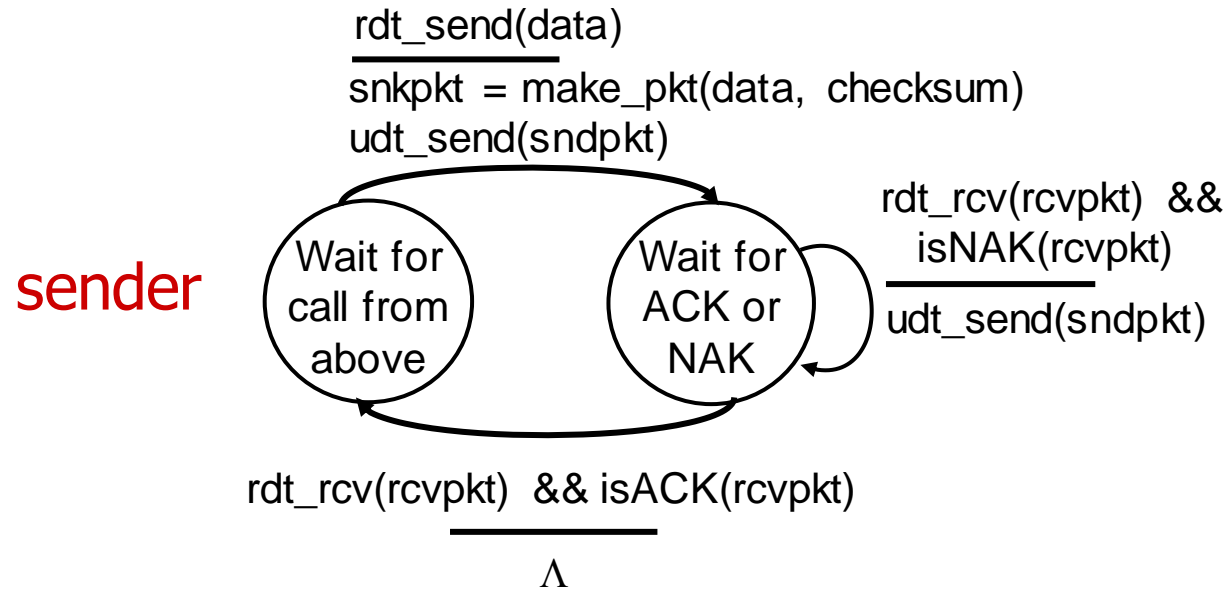 rdt_send(data)
snkpkt = make_pkt(data, checksum)
udt_send(sndpkt)
sender
Wait for
call from
above
Wait for
ACK or
NAK
rdt_rcv(rcvpkt) &&
isNAK(rcvpkt)
udt_send(sndpkt)
rdt_rcv(rcvpkt) && isACK(rcvpkt)
Λ